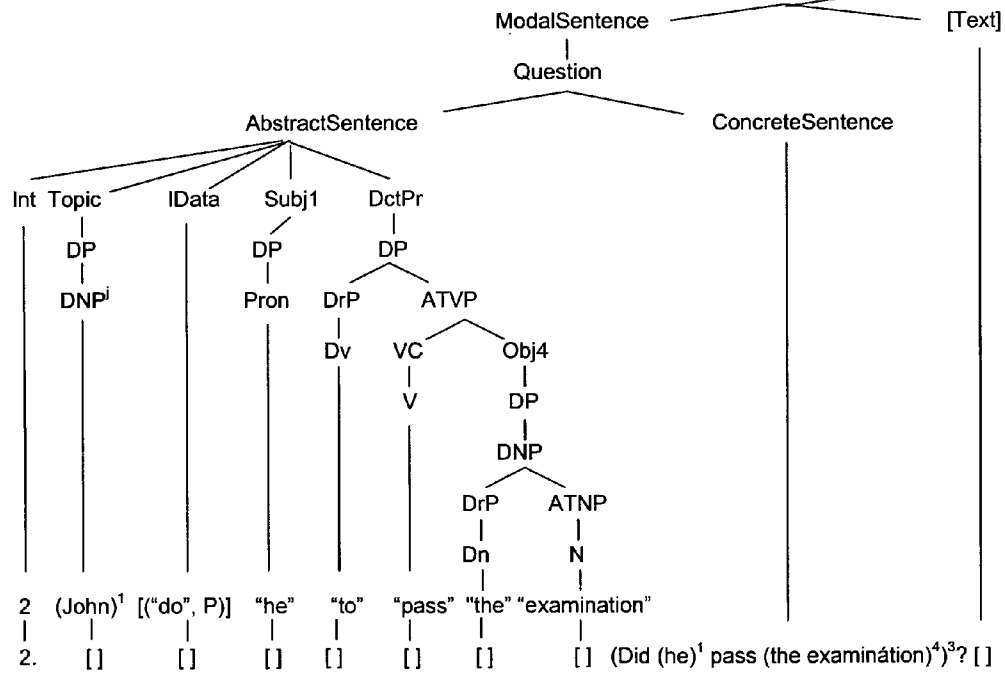 ModalSentence [Text]
Question
AbstractSentence ConcreteSentence
Int Topic IData Subj1 DctPr
DP DP DP
DNPʲ Pron DrP ATVP
Dv VC Obj4
V DP
DNP
DrP ATNP
Dn N
2 (John)¹ [(“do”, P)] “he” “to” “pass” “the” “examination”
2. [ ] [ ] [ ] [ ] [ ] [ ] [ ] (Did (he)¹ pass (the examinátion)⁴)³? [ ]